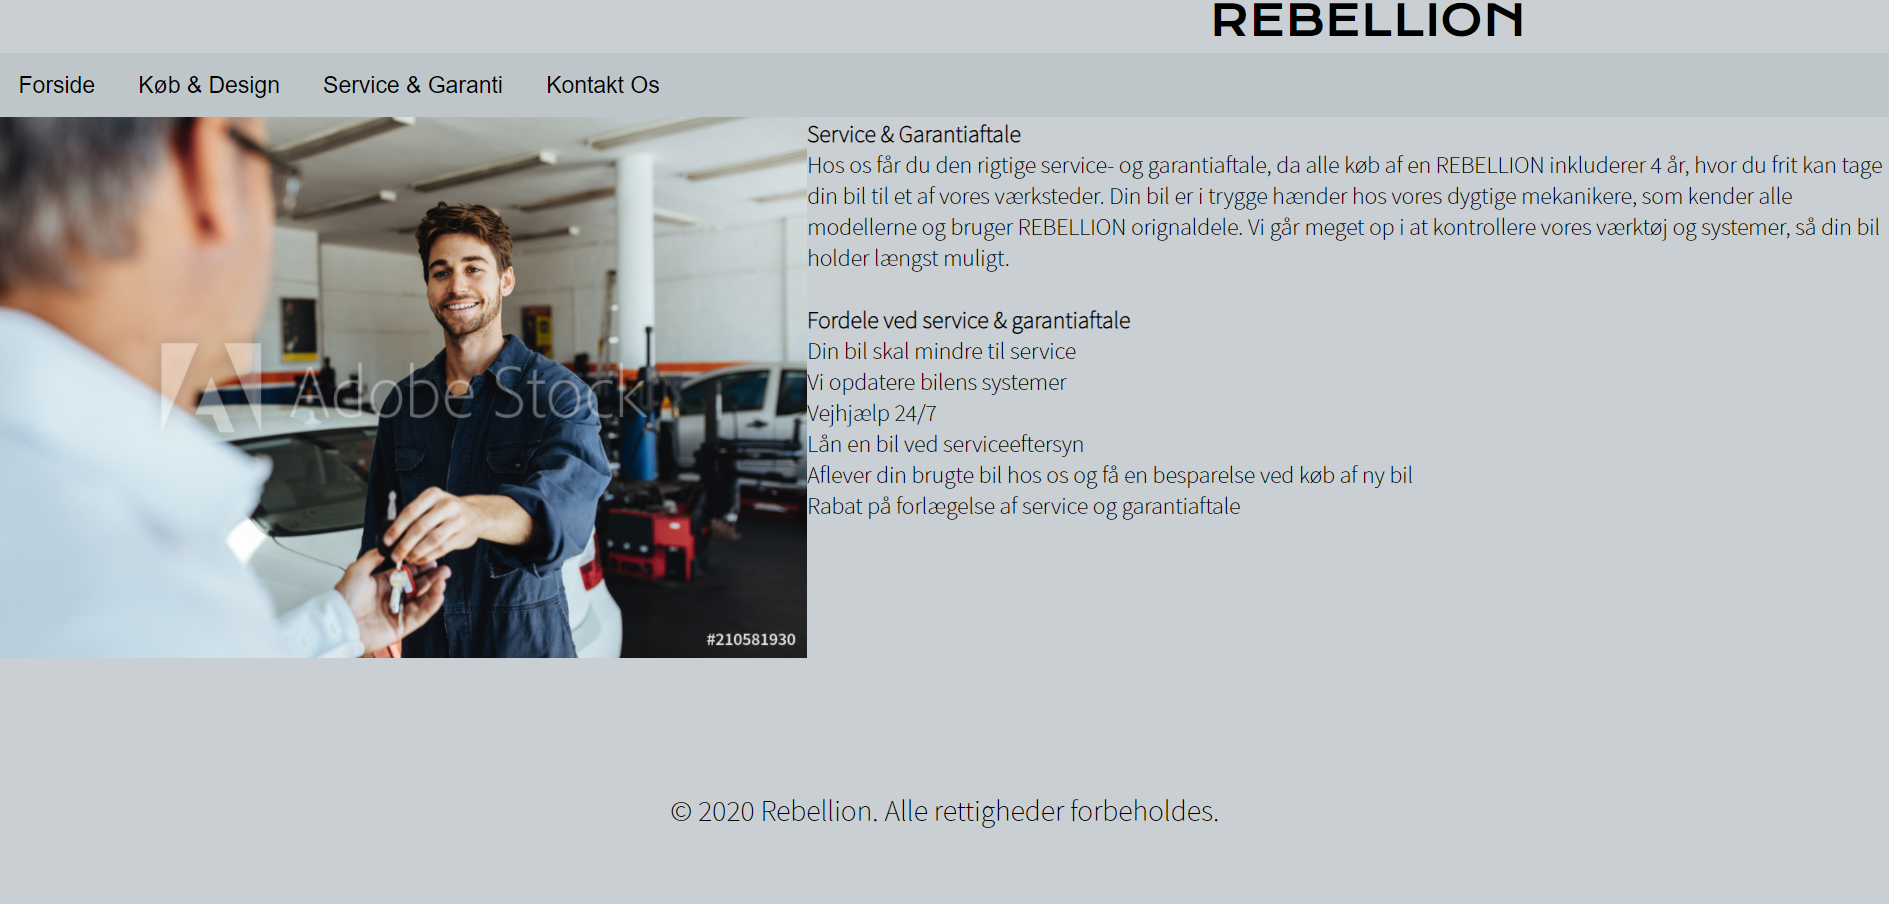 REBELLION
Forside Køb & Design Service & Garanti Kontakt Os
Service & Garantiaftale
Hos os får du den rigtige service- og garantiaftale, da alle køb af en REBELLION inkluderer 4 år, hvor du frit kan tage
din bil til et af vores værksteder. Din bil er i trygge hænder hos vores dygtige mekanikere, som kender alle
modellerne og bruger REBELLION orignaldele. Vi går meget op i at kontrollere vores værktøj og systemer, så din bil
holder længst muligt.
Fordele ved service & garantiaftale
Din bil skal mindre til service
Vi opdatere bilens systemer
Vejhjælp 24/7
Lån en bil ved serviceeftersyn
Aflever din brugte bil hos os og få en besparelse ved køb af ny bil
Rabat på forlægelse af service og garantiaftale
Adobe Stock
#210581930
© 2020 Rebellion. Alle rettigheder forbeholdes.